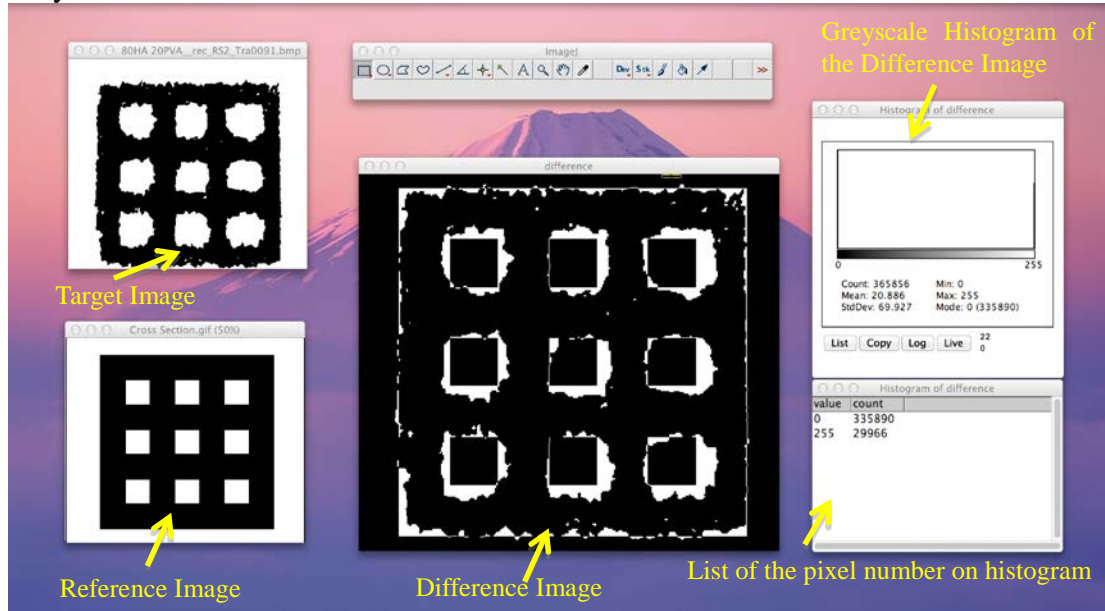 80HA 20PVA__rec_RS2_Tra0091.bmp
ImageJ
A
Dev Stk
>>
Greyscale Histogram of
the Difference Image
Histogram of difference
0 255
Count: 365856 Min: 0
Mean: 20.886 Max: 255
StdDev: 69.927 Mode: 0 (335890)
List Copy Log Live 22
0
difference
Target Image
Cross Section.gif (50%)
Histogram of difference
value count
0 335890
255 29966
Reference Image
Difference Image
List of the pixel number on histogram